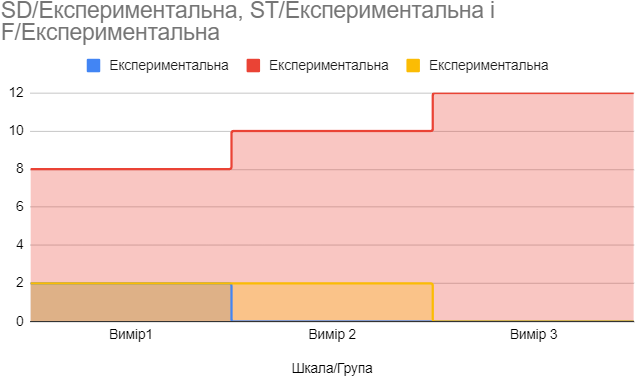 SD/Експериментальна, ST/Експериментальна і
F/Експериментальна
Експериментальна Експериментальна Експериментальна
12
10
8
6
4
2
0
Вимір1 Вимір 2 Вимір 3
Шкала/Група